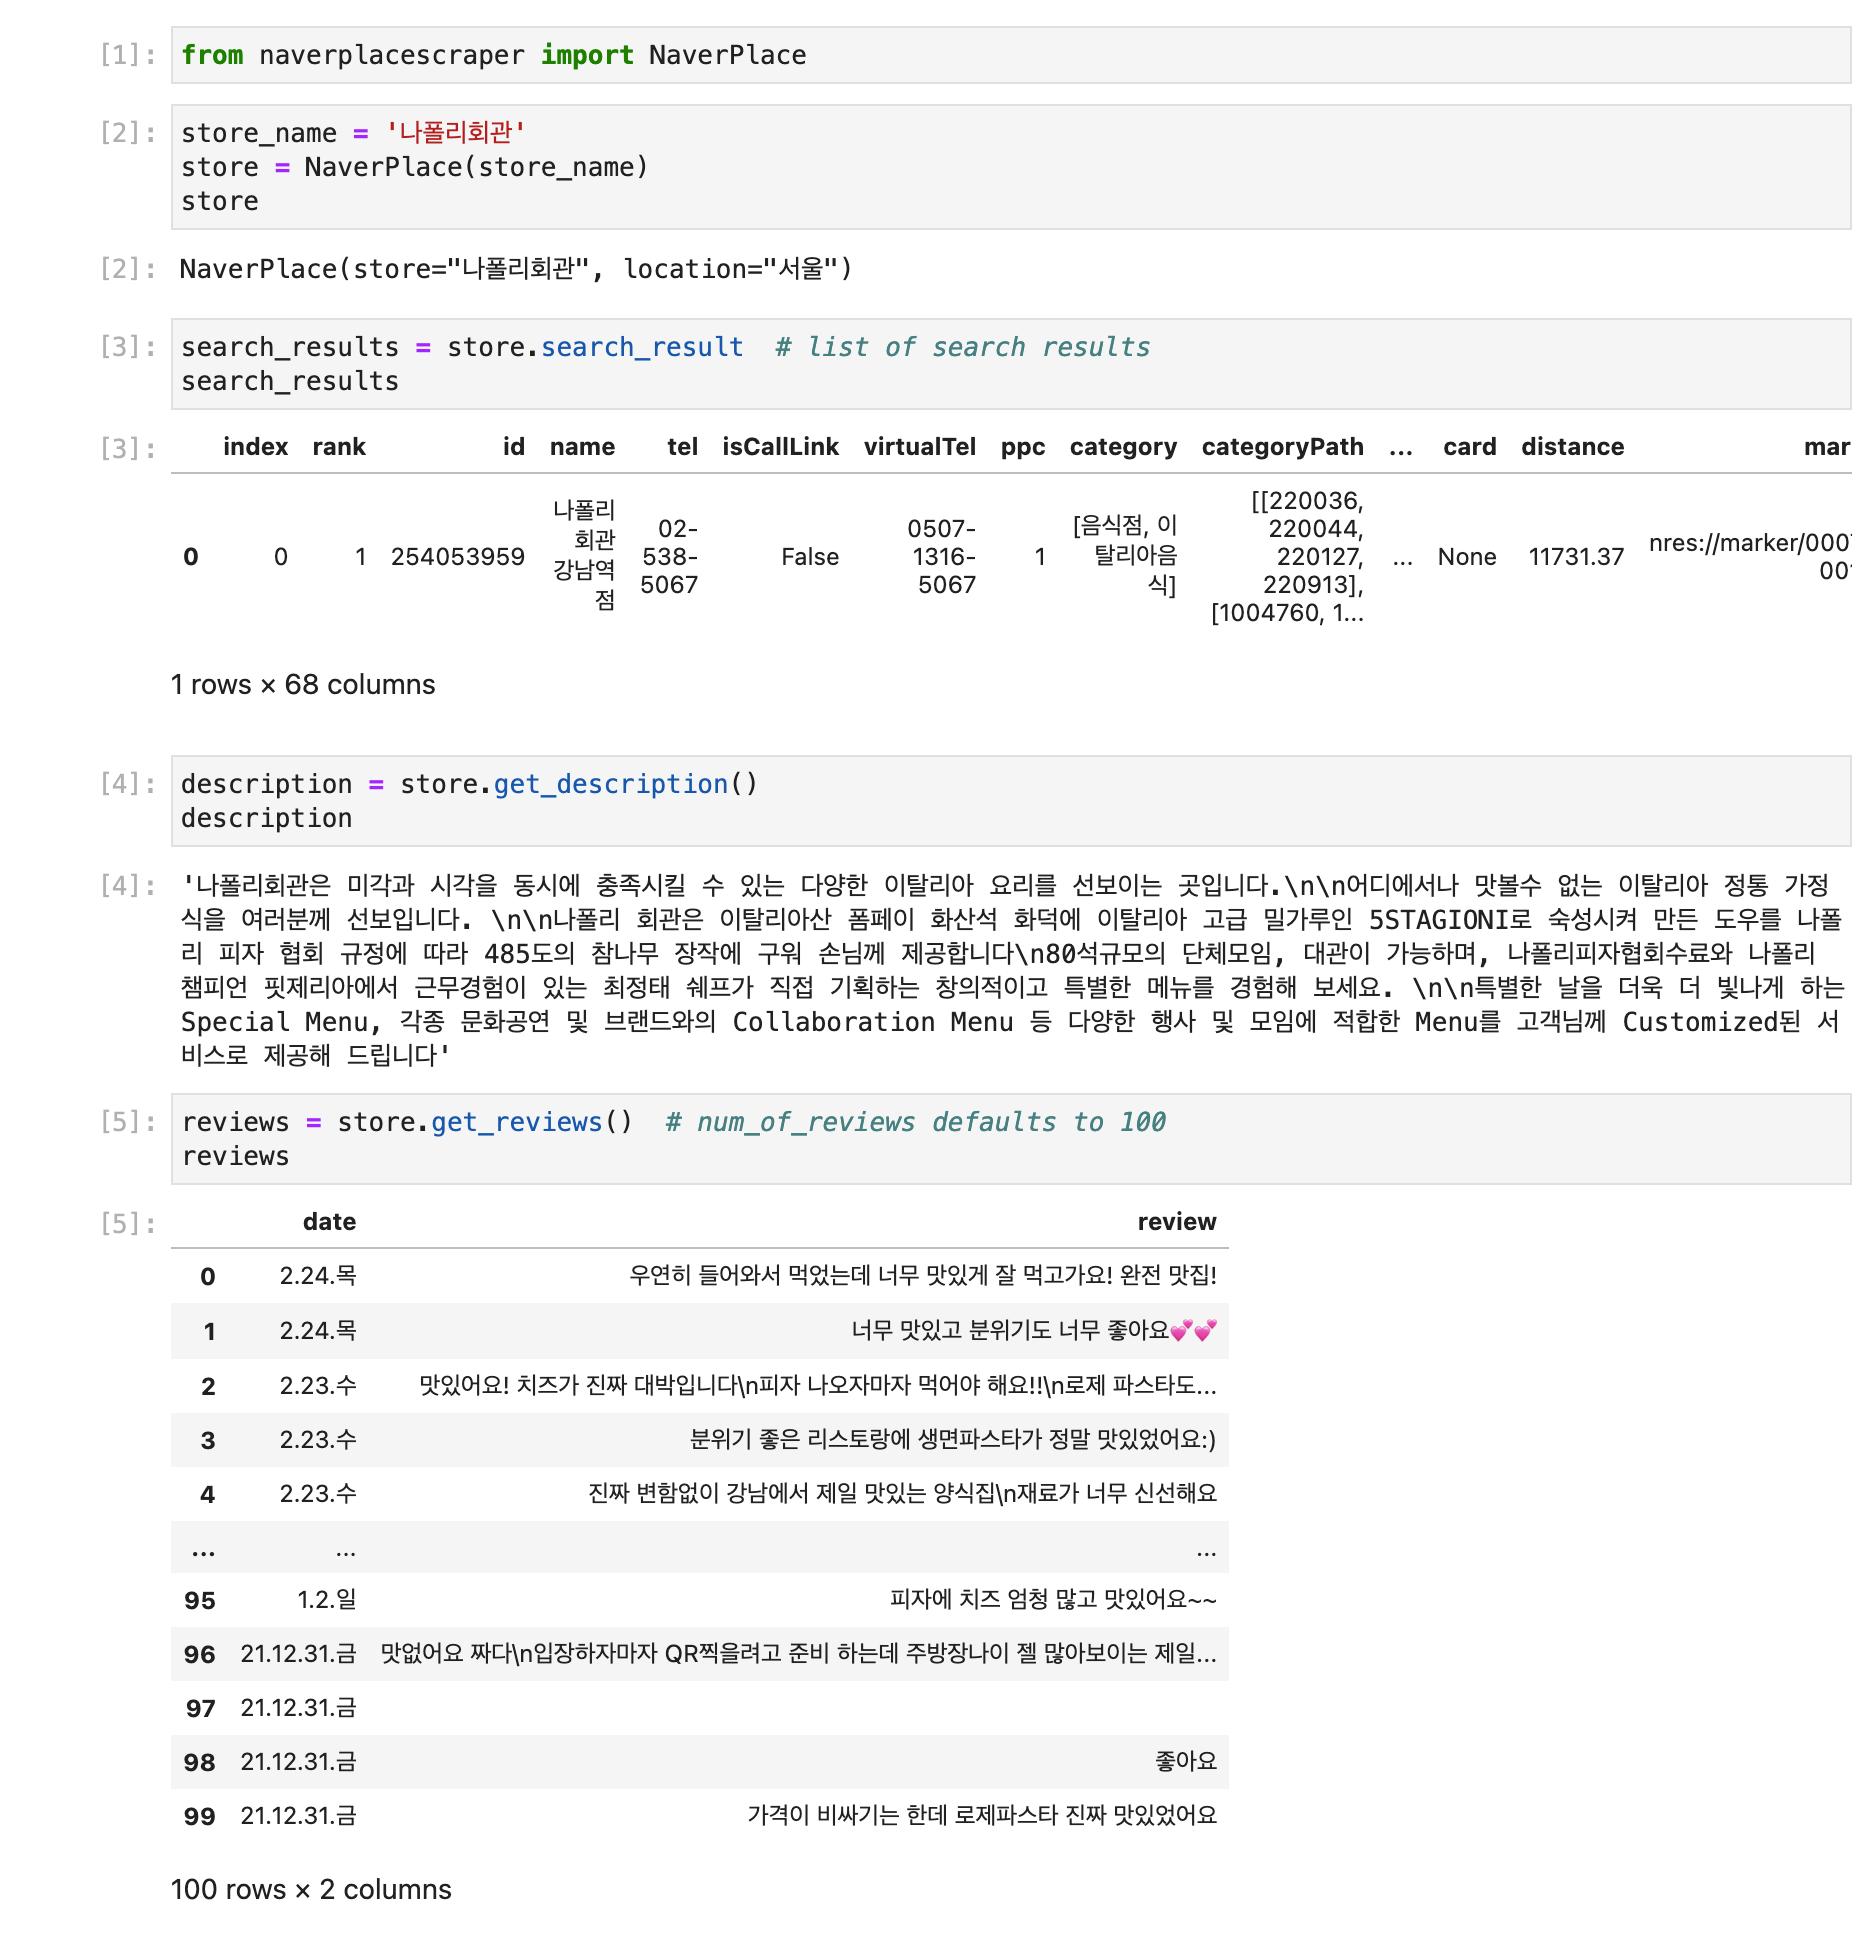 [1]: from naverplacescraper import NaverPlace
[2]: store_name = '나폴리회관'
store = NaverPlace(store_name)
store
[2]: NaverPlace(store="나폴리회관", location="서울")
[3]: search_results = store.search_result  # list of search results
search_results
[3]: index rank id name tel isCallLink virtualTel ppc category categoryPath ... card distance mar
0 0 1 254053959 나폴리회관 강남역점 02-538-5067 False 0507-1316-5067 1 [음식점, 이탈리아음식] [[220036, 220044, 220127, 220913], [1004760, 1... ... None 11731.37 nres://marker/000 00
1 rows × 68 columns
[4]: description = store.get_description()
description
[4]: '나폴리회관은 미각과 시각을 동시에 충족시킬 수 있는 다양한 이탈리아 요리를 선보이는 곳입니다.\n\n어디에서나 맛볼수 없는 이탈리아 정통 가정
식을 여러분께 선보입니다. \n\n나폴리 회관은 이탈리아산 폼페이 화산석 화덕에 이탈리아 고급 밀가루인 5STAGIONI로 숙성시켜 만든 도우를 나폴
리 피자 협회 규정에 따라 485도의 참나무 장작에 구워 손님께 제공합니다\n80석규모의 단체모임, 대관이 가능하며, 나폴리피자협회수료와 나폴리
챔피언 핏제리아에서 근무경험이 있는 최정태 쉐프가 직접 기획하는 창의적이고 특별한 메뉴를 경험해 보세요. \n\n특별한 날을 더욱 더 빛나게 하는
Special Menu, 각종 문화공연 및 브랜드와의 Collaboration Menu 등 다양한 행사 및 모임에 적합한 Menu를 고객님께 Customized된 서
비스로 제공해 드립니다'
[5]: reviews = store.get_reviews()  # num_of_reviews defaults to 100
reviews
[5]: date review
0 2.24.목 우연히 들어와서 먹었는데 너무 맛있게 잘 먹고가요! 완전 맛집!
1 2.24.목 너무 맛있고 분위기도 너무 좋아요💕💕
2 2.23.수 맛있어요! 치즈가 진짜 대박입니다\n피자 나오자마자 먹어야 해요!!\n로제 파스타도...
3 2.23.수 분위기 좋은 리스토랑에 생면파스타가 정말 맛있었어요:)
4 2.23.수 진짜 변함없이 강남에서 제일 맛있는 양식집\n재료가 너무 신선해요
... ... ...
95 1.2.일 피자에 치즈 엄청 많고 맛있어요~~
96 21.12.31.금 맛없어요 짜다\n입장하자마자 QR찍을려고 준비 하는데 주방장나이 젤 많아보이는 제일...
97 21.12.31.금
98 21.12.31.금 좋아요
99 21.12.31.금 가격이 비싸기는 한데 로제파스타 진짜 맛있었어요
100 rows × 2 columns